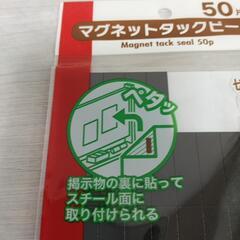 50
マグネットタックピー
Magnet tack seal 50p
ペタッ
掲示物の裏に貼って
スチール面に
取り付けられる